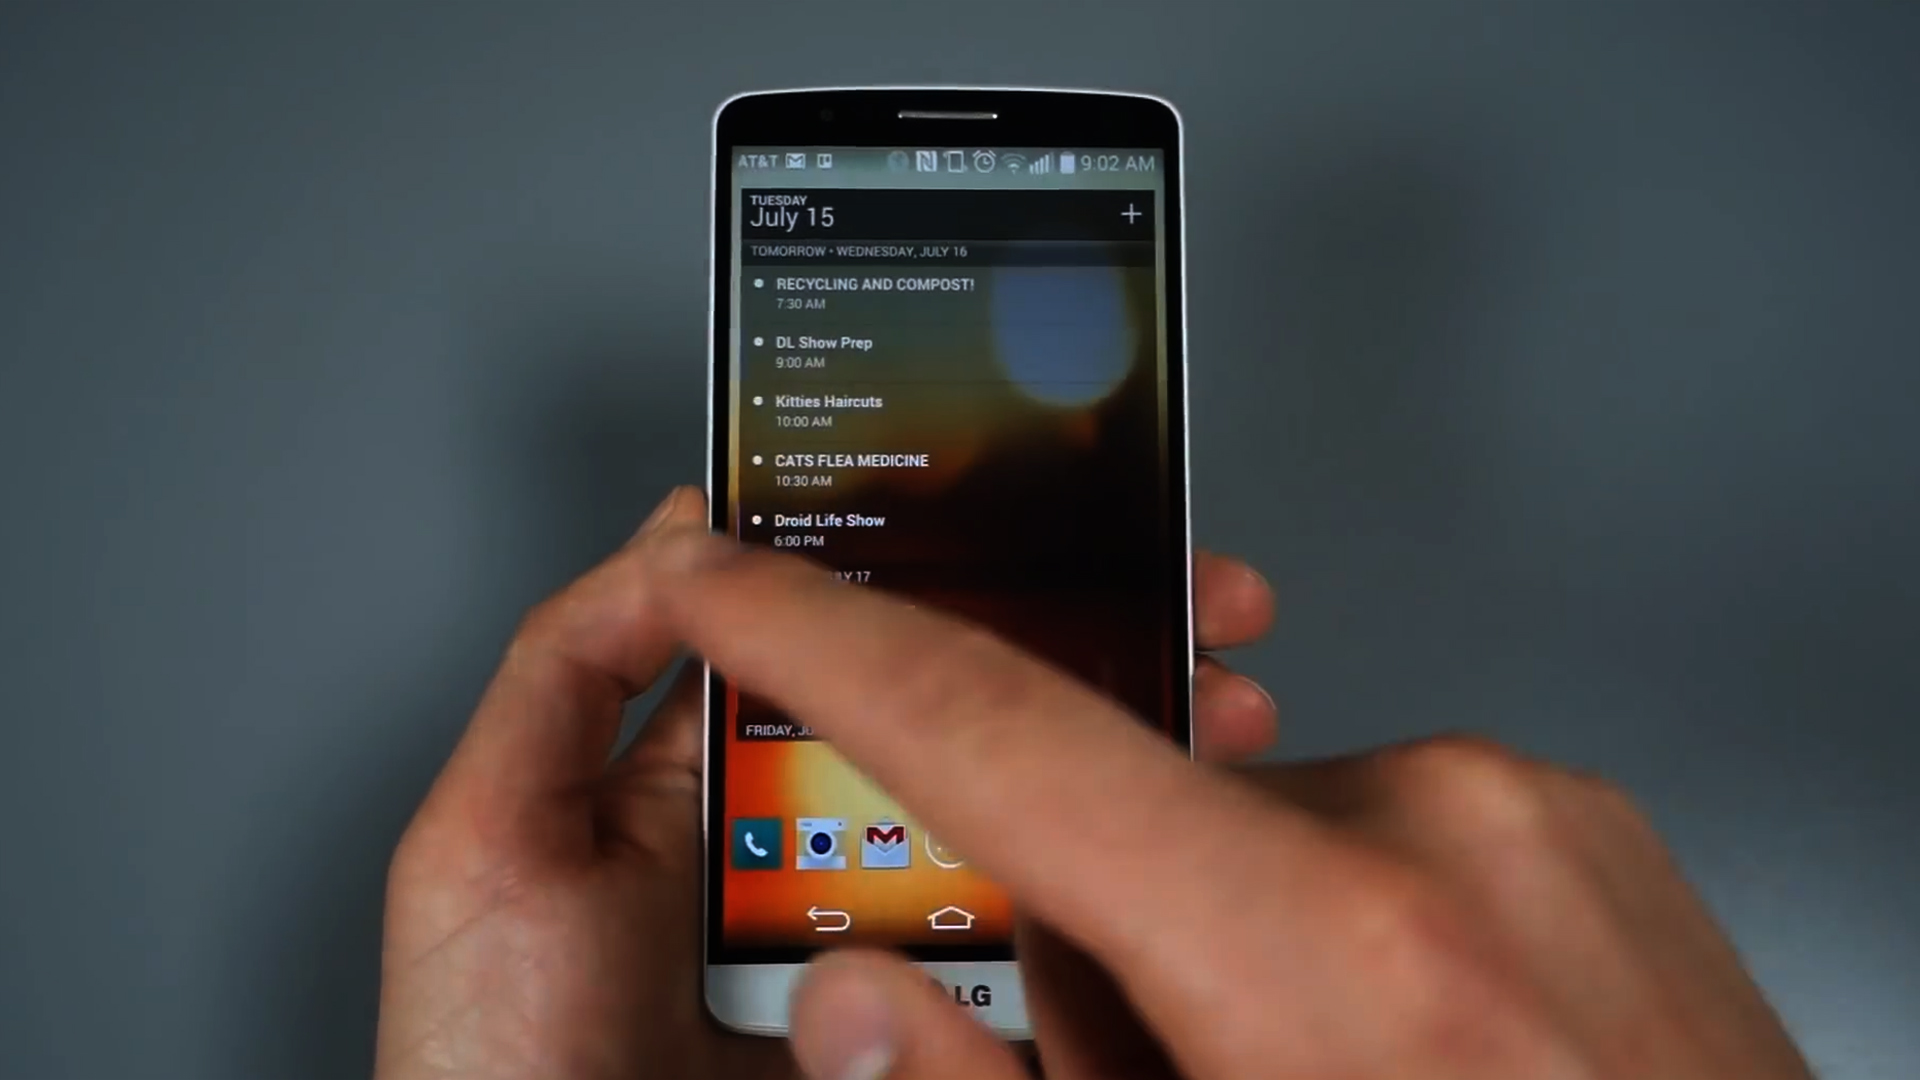 AT&T 9:02 AM
TUESDAY
July 15
TOMORROW • WEDNESDAY, JULY 16
RECYCLING AND COMPOST!
7:30 AM
DL Show Prep
9:00 AM
Kitties Haircuts
10:00 AM
CATS FLEA MEDICINE
10:30 AM
Droid Life Show
6:00 PM
17
FRIDAY,
LG